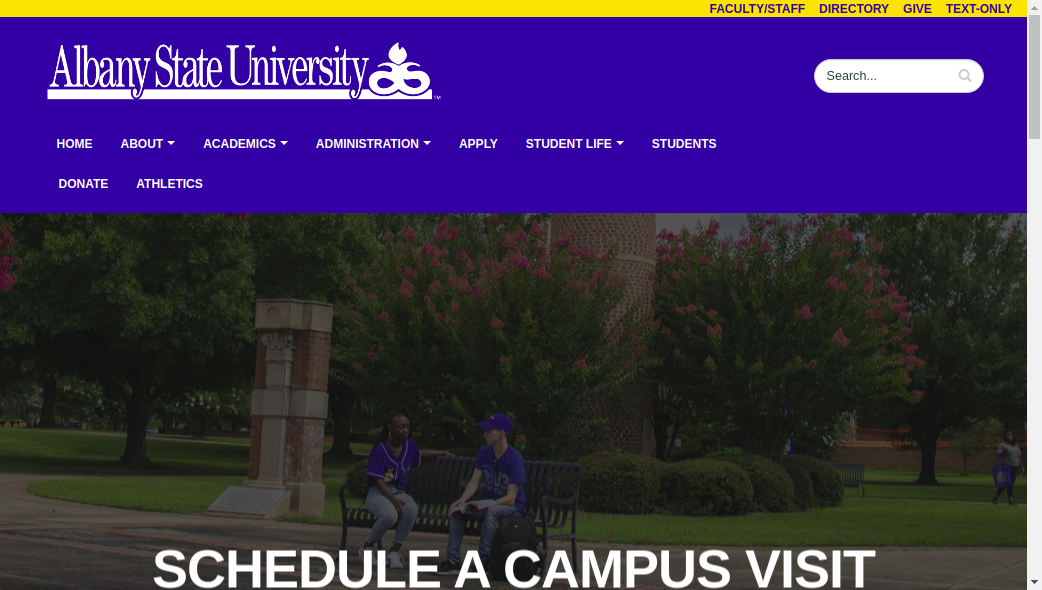 FACULTY/STAFF DIRECTORY GIVE TEXT-ONLY
Albany State University™
Search...
HOME ABOUT ACADEMICS ADMINISTRATION APPLY STUDENT LIFE STUDENTS
DONATE ATHLETICS
SCHEDULE A CAMPUS VISIT